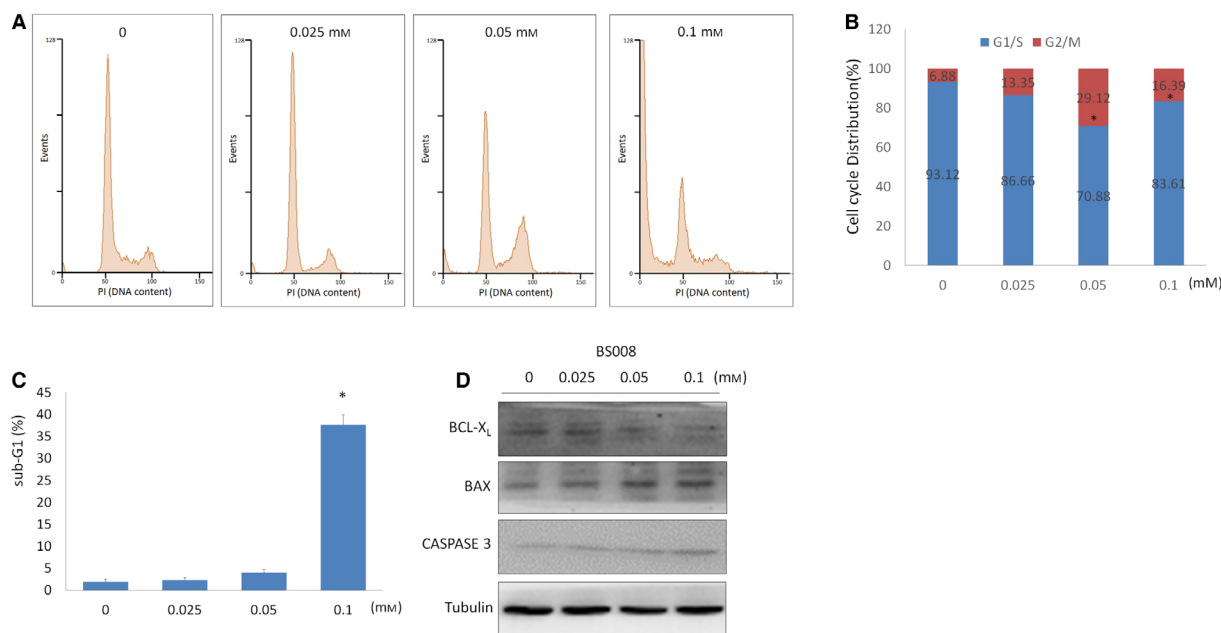 A
0
128
Events
0
0
50
100
150
PI (DNA content)
0.025 mM
128
Events
0
0
50
100
150
PI (DNA content)
0.05 mM
128
Events
0
0
50
100
150
PI (DNA content)
0.1 mM
128
Events
0
0
50
100
150
PI (DNA content)
B
G1/S G2/M
Cell cycle Distribution(%)
120
100
80
60
40
20
0
6.88 13.35 29.12 16.39
* *
93.12 86.66 70.88 83.61
0 0.025 0.05 0.1 (mM)
C
sub-G1 (%)
45
40
35
30
25
20
15
10
5
0
*
0 0.025 0.05 0.1 (mM)
D
BS008
0 0.025 0.05 0.1 (mM)
BCL-XL
BAX
CASPASE 3
Tubulin